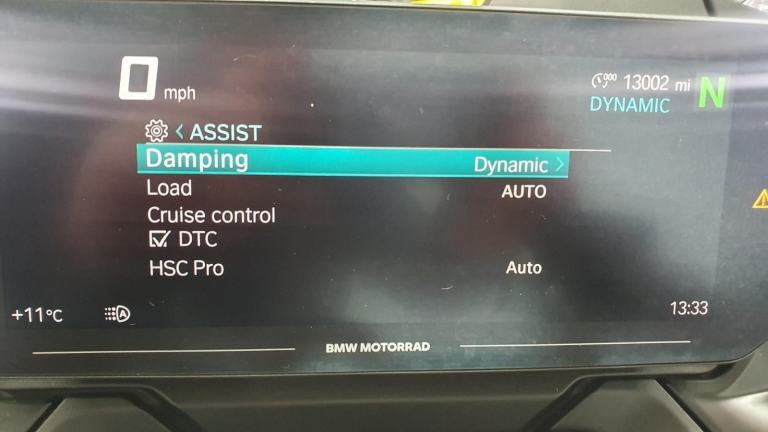 0 mph
000 13002 mi N
DYNAMIC
< ASSIST
Damping Dynamic >
Load AUTO
Cruise control
DTC
HSC Pro Auto
+11°C A 13:33
BMW MOTORRAD